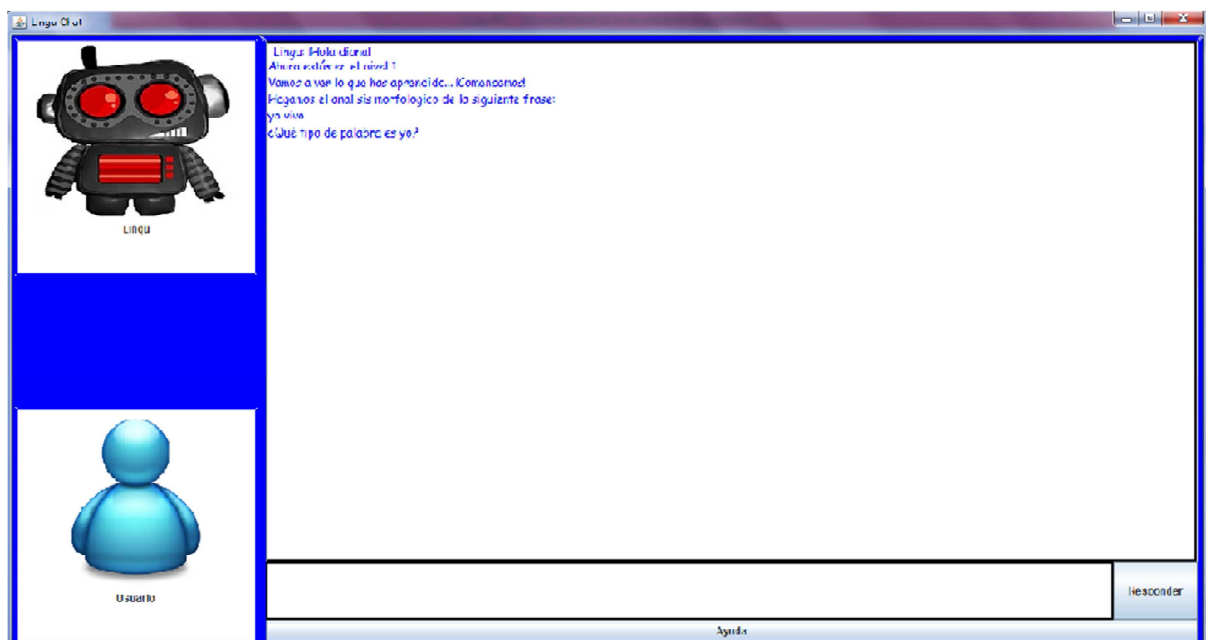 Lingu Chat
Lingu: ¡Hola diana!
Ahora estás en el nivel 1
Vamos a ver lo que has aprendido... ¡Comencemos!
Hagamos el analisis morfologico de la siguiente frase:
yo vivo
¿Qué tipo de palabra es yo?
Lingu
Usuario
Responder
Ayuda